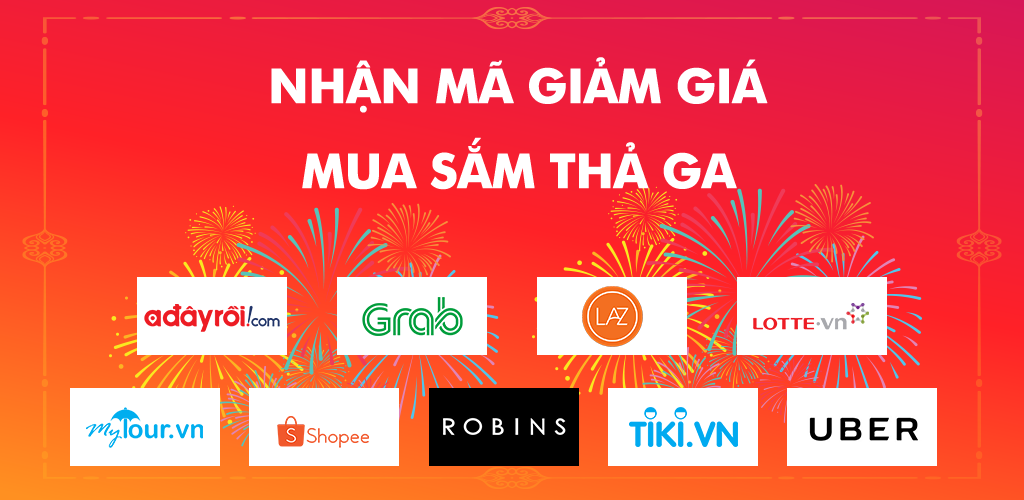 NHẬN MÃ GIẢM GIÁ
MUA SẮM THẢ GA
ađâyrồi!com
Grab
LAZ
LOTTE.vn
MyTour.vn
S Shopee
ROBINS
TiKi.VN
UBER